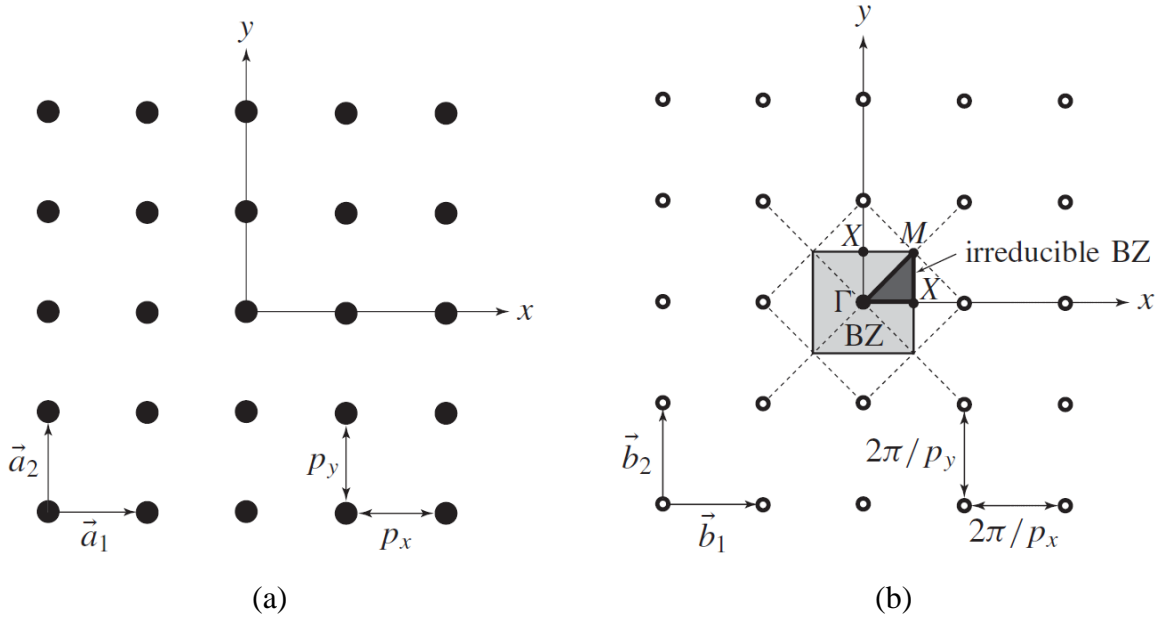 y
x
a⃗₂
a⃗₁
p_y
p_x
(a)
y
X
M
irreducible BZ
Γ
X
x
BZ
b⃗₂
b⃗₁
2π/p_y
2π/p_x
(b)